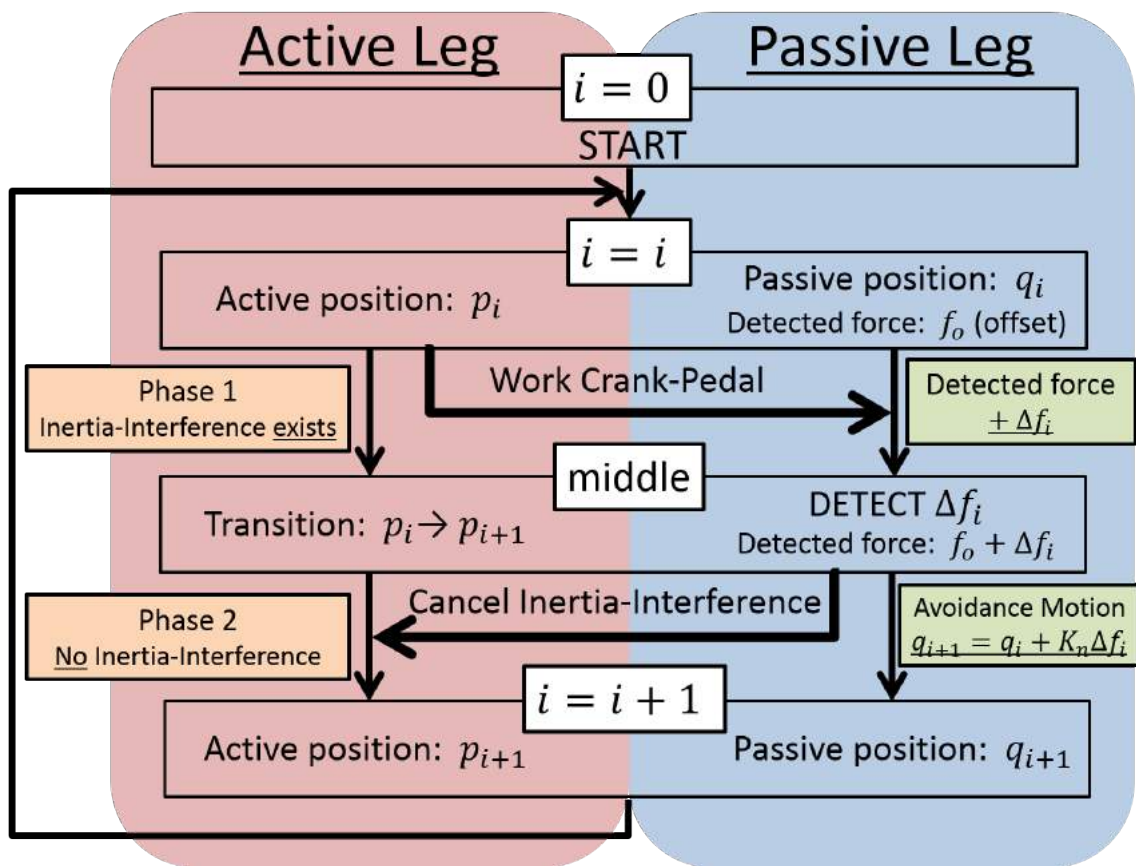 Active Leg
Passive Leg
i = 0
START
i = i
Active position: p_i
Passive position: q_i
Detected force: f_o (offset)
Phase 1
Inertia-Interference exists
Work Crank-Pedal
Detected force
+ Δf_i
middle
Transition: p_i → p_{i+1}
DETECT Δf_i
Detected force: f_o + Δf_i
Phase 2
No Inertia-Interference
Cancel Inertia-Interference
Avoidance Motion
q_{i+1} = q_i + K_nΔf_i
i = i + 1
Active position: p_{i+1}
Passive position: q_{i+1}